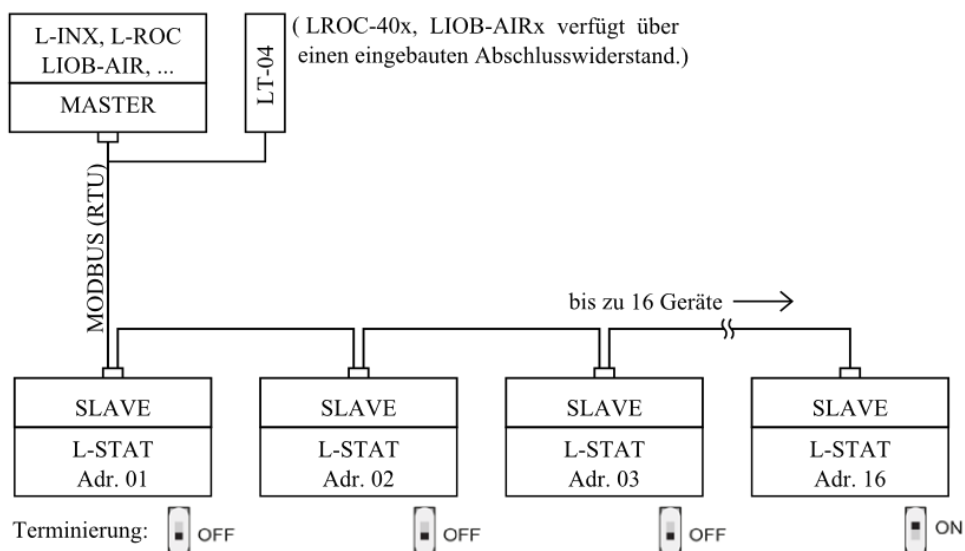 L-INX, L-ROC
LIOB-AIR, ...
MASTER
LT-04
( LROC-40x, LIOB-AIRx verfügt über
einen eingebauten Abschlusswiderstand.)
MODBUS (RTU)
bis zu 16 Geräte
SLAVE
L-STAT
Adr. 01
SLAVE
L-STAT
Adr. 02
SLAVE
L-STAT
Adr. 03
SLAVE
L-STAT
Adr. 16
Terminierung: OFF OFF OFF ON